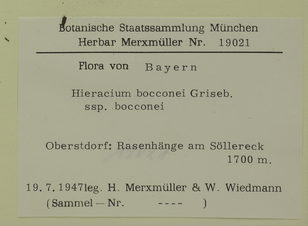 Botanische Staatssammlung München
Herbar Merxmüller Nr. 19021
Flora von Bayern
Hieracium bocconei Griseb.
ssp. bocconei
Oberstdorf: Rasenhänge am Söllereck
1700 m.
19. 7. 1947 leg. H. Merxmüller & W. Wiedmann
(Sammel — Nr. ---- )